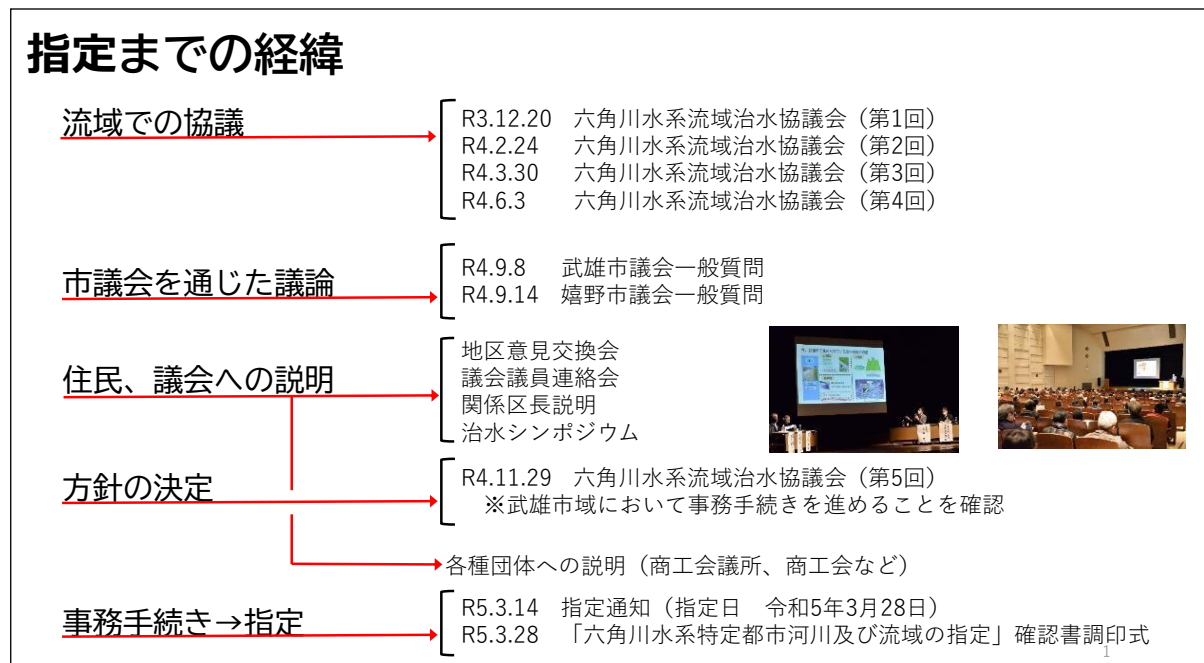 指定までの経緯
流域での協議
R3.12.20 六角川水系流域治水協議会（第1回）
R4.2.24 六角川水系流域治水協議会（第2回）
R4.3.30 六角川水系流域治水協議会（第3回）
R4.6.3 六角川水系流域治水協議会（第4回）
市議会を通じた議論
R4.9.8 武雄市議会一般質問
R4.9.14 嬉野市議会一般質問
住民、議会への説明
地区意見交換会
議会議員連絡会
関係区長説明
治水シンポジウム
方針の決定
R4.11.29 六角川水系流域治水協議会（第5回）
※武雄市域において事務手続きを進めることを確認
各種団体への説明（商工会議所、商工会など）
事務手続き→指定
R5.3.14 指定通知（指定日　令和5年3月28日）
R5.3.28 「六角川水系特定都市河川及び流域の指定」確認書調印式
1